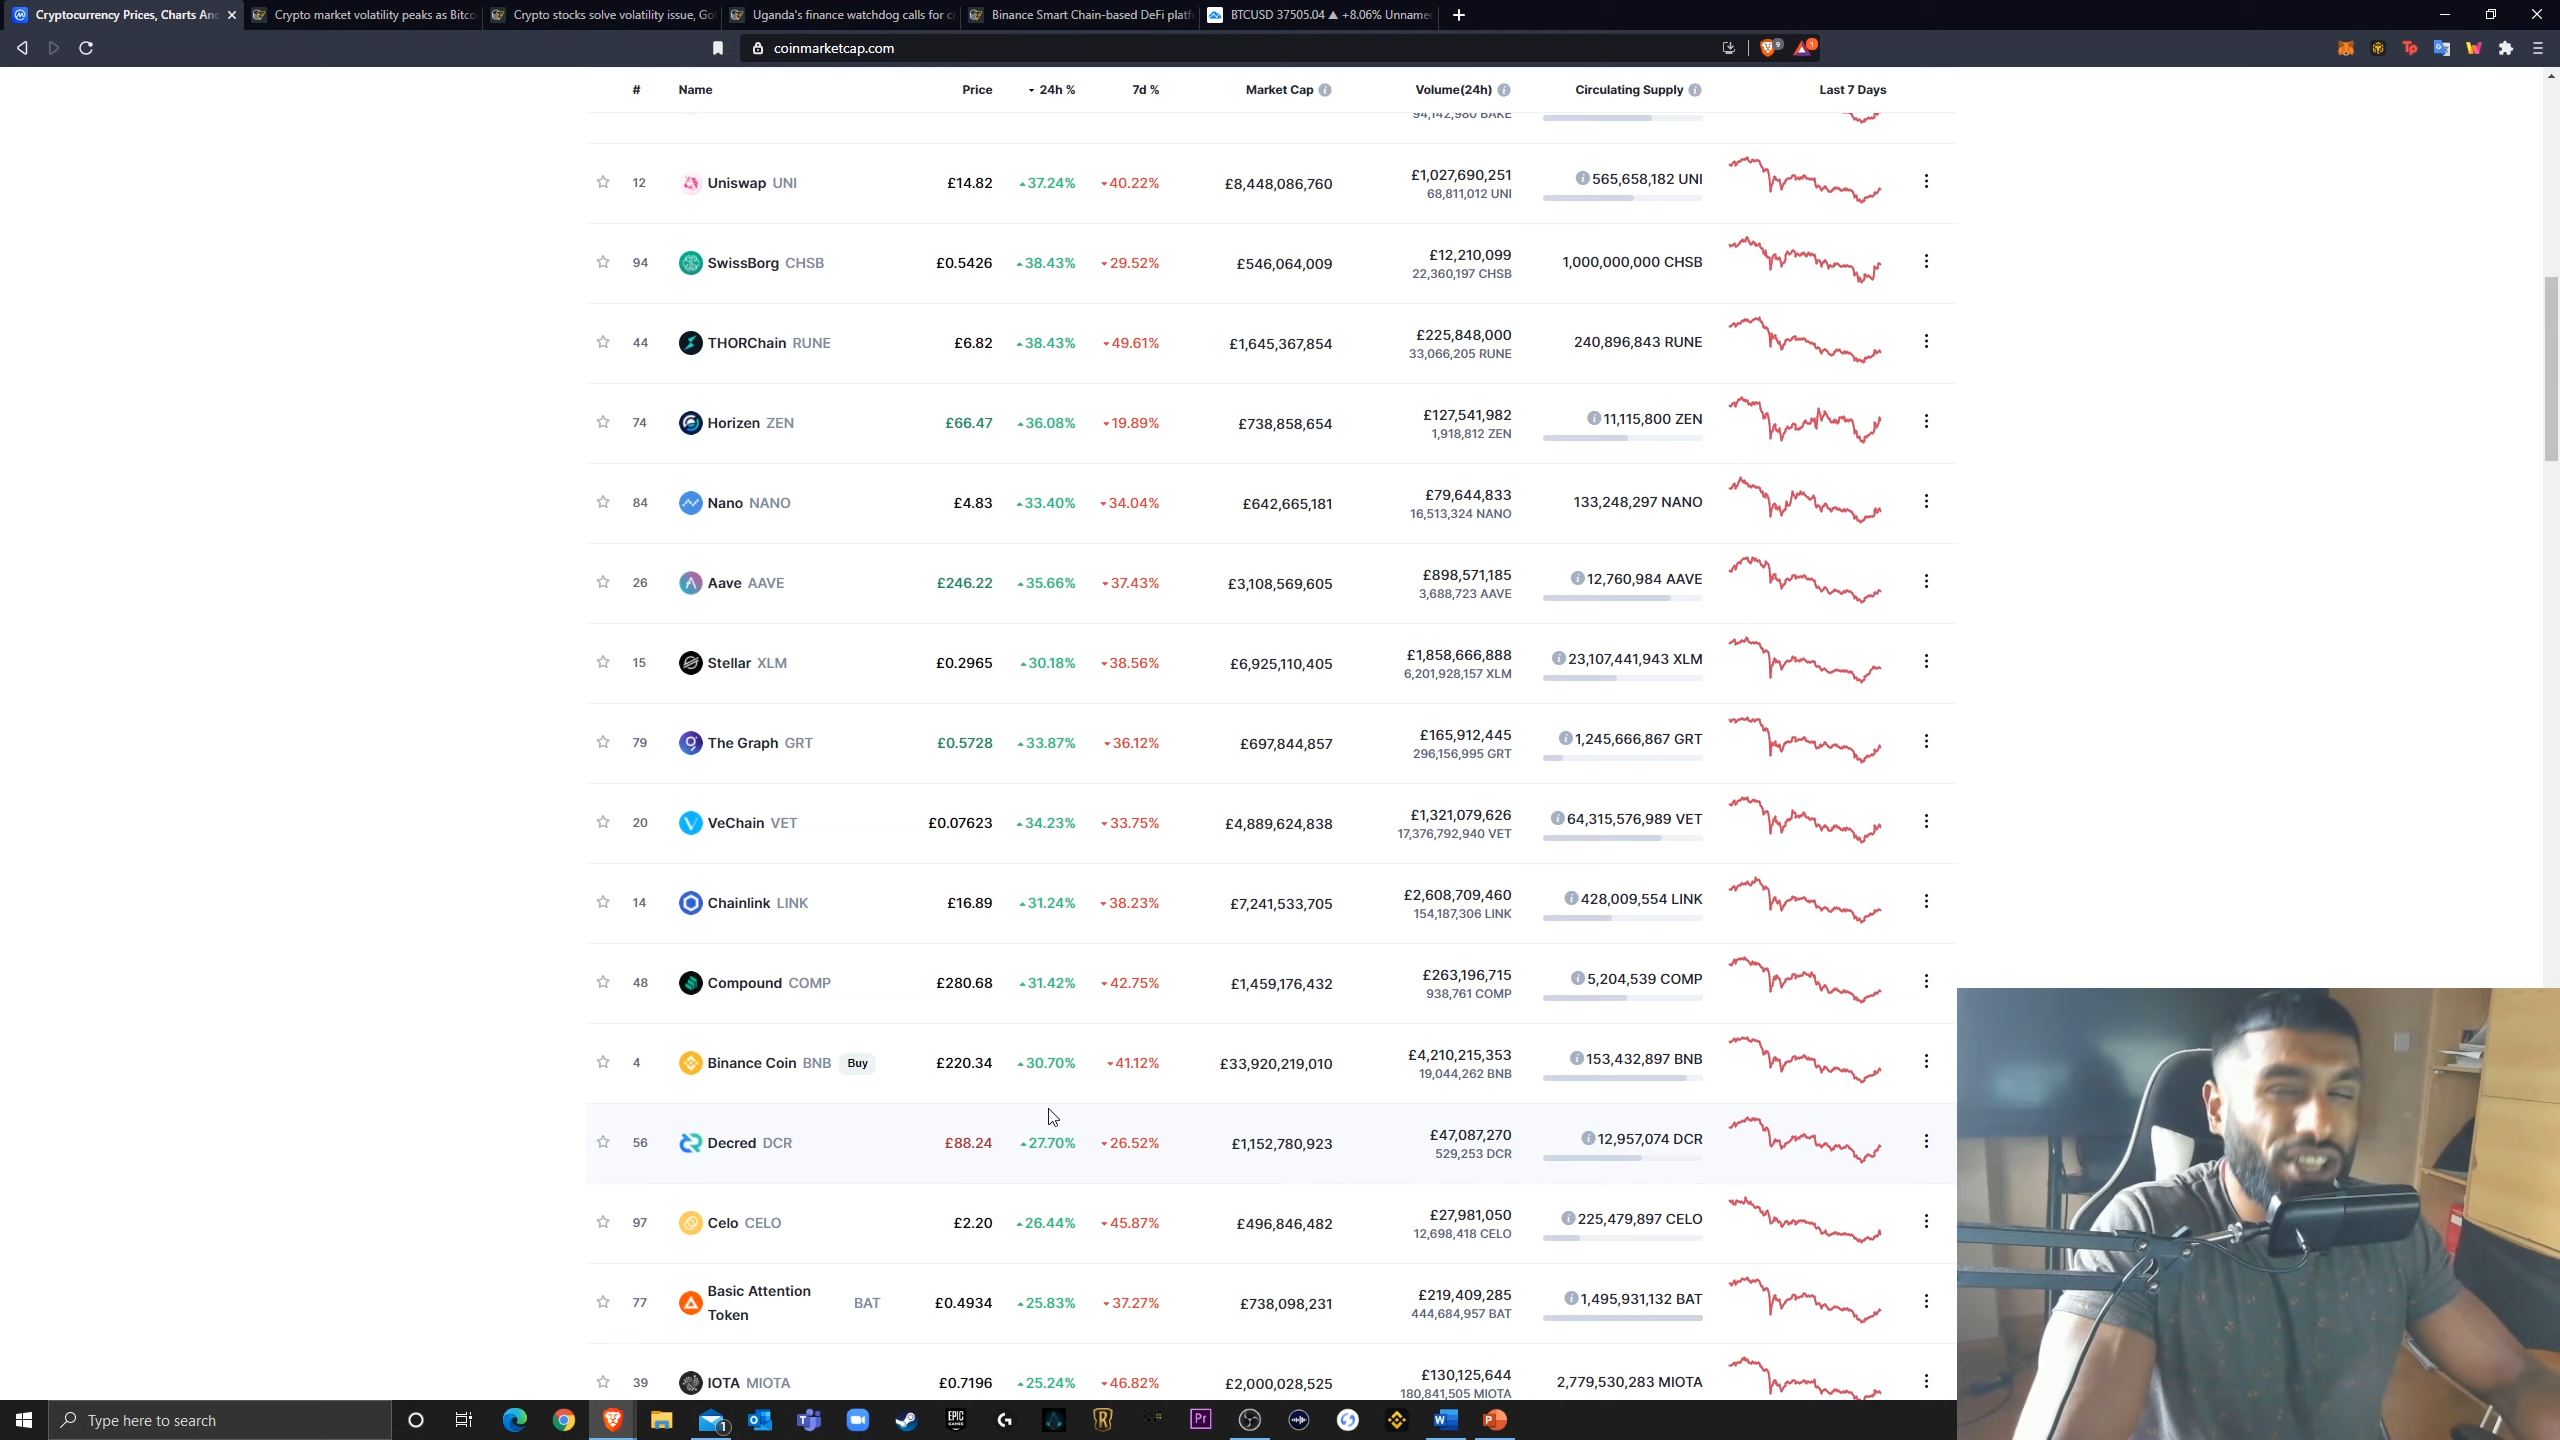 Cryptocurrency Prices, Charts An
Crypto market volatility peaks as Bitco
Crypto stocks solve volatility issue, Go
Uganda's finance watchdog calls for c
Binance Smart Chain-based DeFi platf
BTCUSD 37505.04 ▲ +8.06% Unname
coinmarketcap.com
# Name Price 24h % 7d % Market Cap Volume(24h) Circulating Supply Last 7 Days
94,142,980 BAKE
12 Uniswap UNI £14.82 37.24% 40.22% £8,448,086,760 £1,027,690,251 565,658,182 UNI
68,811,012 UNI
94 SwissBorg CHSB £0.5426 38.43% 29.52% £546,064,009 £12,210,099 1,000,000,000 CHSB
22,360,197 CHSB
44 THORChain RUNE £6.82 38.43% 49.61% £1,645,367,854 £225,848,000 240,896,843 RUNE
33,066,205 RUNE
74 Horizen ZEN £66.47 36.08% 19.89% £738,858,654 £127,541,982 11,115,800 ZEN
1,918,812 ZEN
84 Nano NANO £4.83 33.40% 34.04% £642,665,181 £79,644,833 133,248,297 NANO
16,513,324 NANO
26 Aave AAVE £246.22 35.66% 37.43% £3,108,569,605 £898,571,185 12,760,984 AAVE
3,688,723 AAVE
15 Stellar XLM £0.2965 30.18% 38.56% £6,925,110,405 £1,858,666,888 23,107,441,943 XLM
6,201,928,157 XLM
79 The Graph GRT £0.5728 33.87% 36.12% £697,844,857 £165,912,445 1,245,666,867 GRT
296,156,995 GRT
20 VeChain VET £0.07623 34.23% 33.75% £4,889,624,838 £1,321,079,626 64,315,576,989 VET
17,376,792,940 VET
14 Chainlink LINK £16.89 31.24% 38.23% £7,241,533,705 £2,608,709,460 428,009,554 LINK
154,187,306 LINK
48 Compound COMP £280.68 31.42% 42.75% £1,459,176,432 £263,196,715 5,204,539 COMP
938,761 COMP
4 Binance Coin BNB Buy £220.34 30.70% 41.12% £33,920,219,010 £4,210,215,353 153,432,897 BNB
19,044,262 BNB
56 Decred DCR £88.24 27.70% 26.52% £1,152,780,923 £47,087,270 12,957,074 DCR
529,253 DCR
97 Celo CELO £2.20 26.44% 45.87% £496,846,482 £27,981,050 225,479,897 CELO
12,698,418 CELO
77 Basic Attention Token BAT £0.4934 25.83% 37.27% £738,098,231 £219,409,285 1,495,931,132 BAT
444,684,957 BAT
39 IOTA MIOTA £0.7196 25.24% 46.82% £2,000,028,525 £130,125,644 2,779,530,283 MIOTA
180,841,505 MIOTA
Type here to search